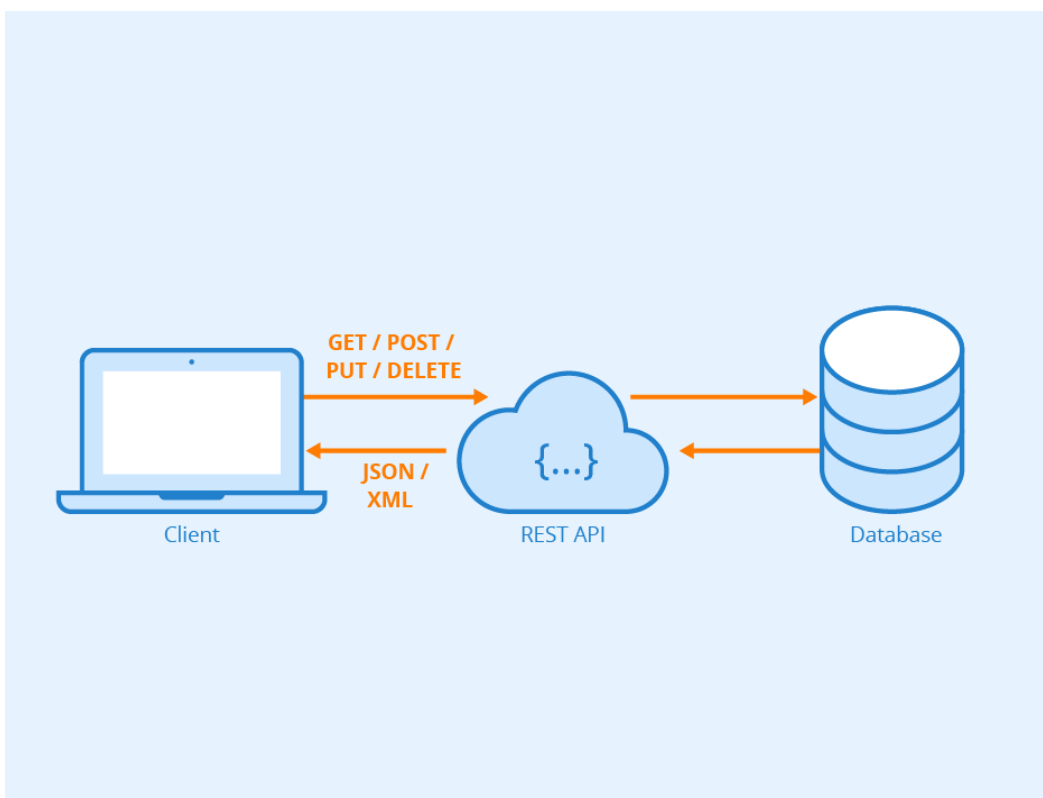 GET / POST /
PUT / DELETE
{...}
JSON /
XML
Client
REST API
Database